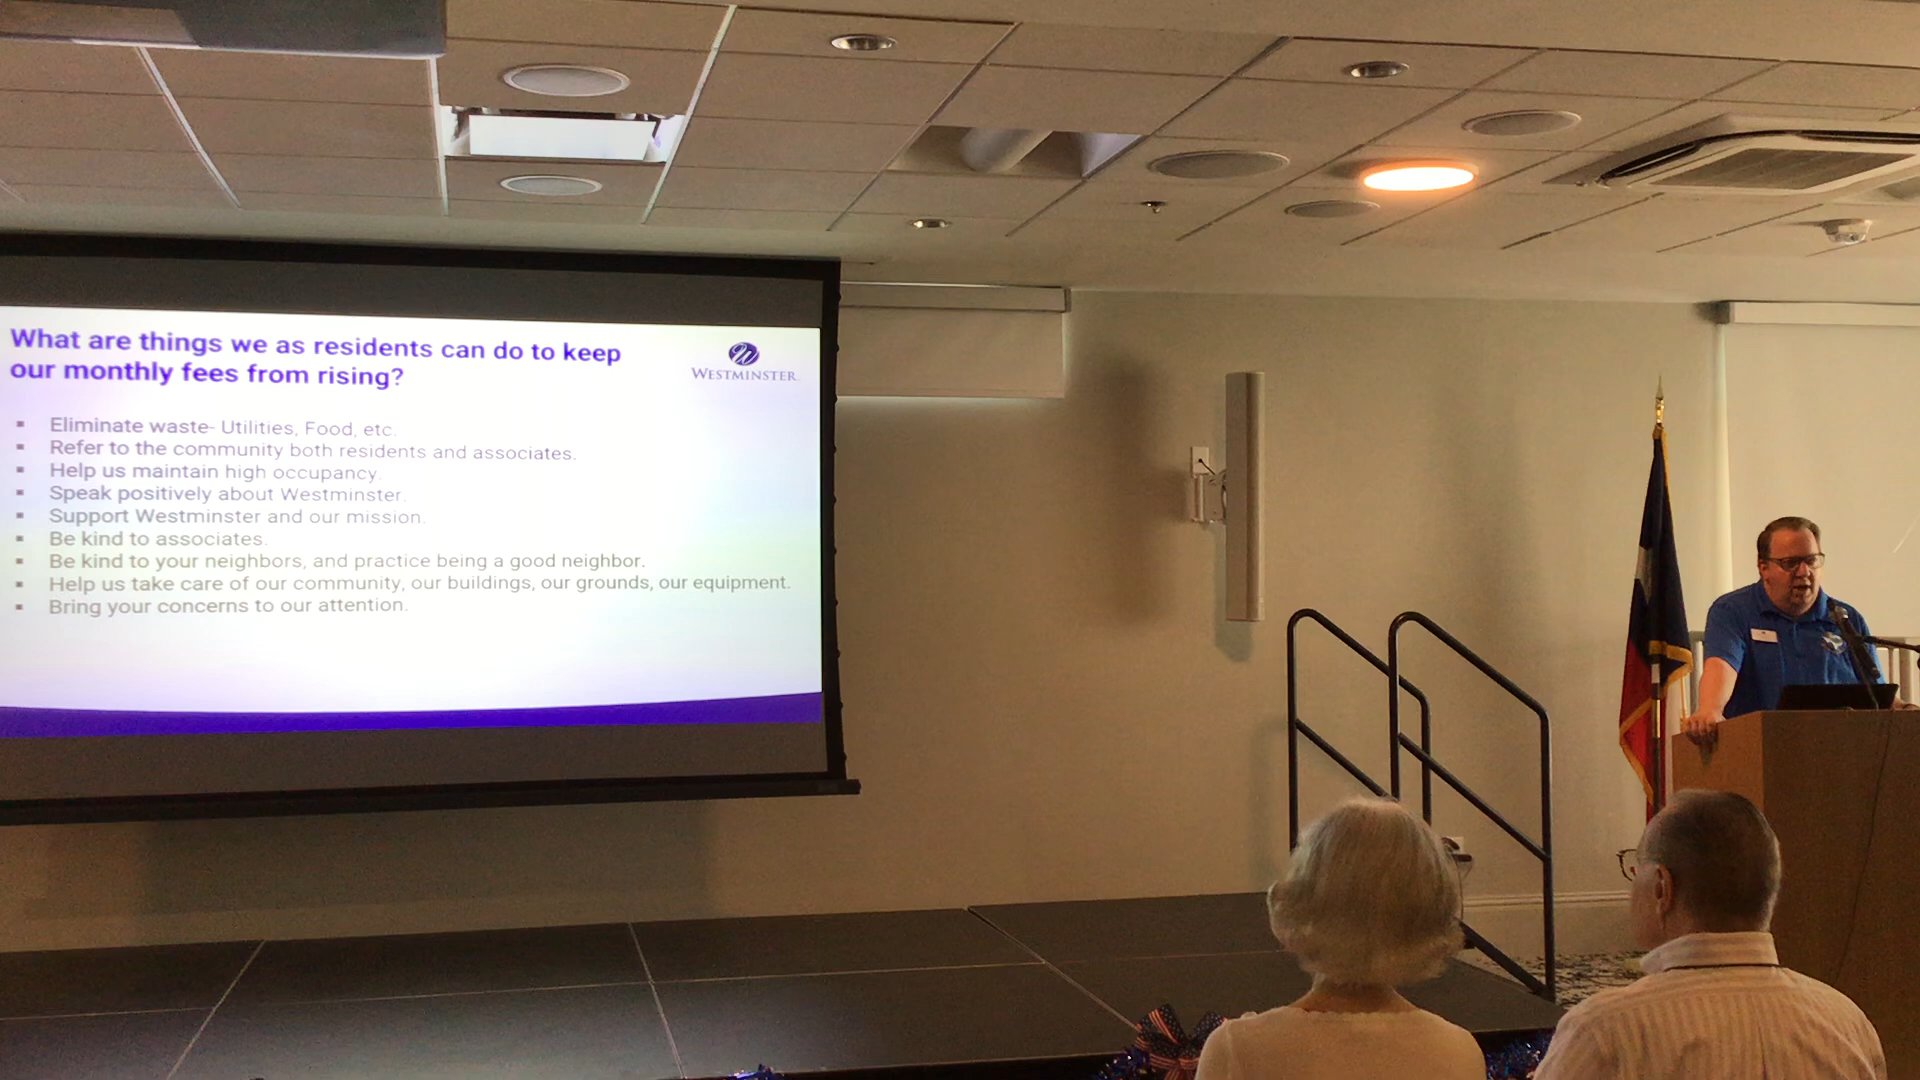 What are things we as residents can do to keep
our monthly fees from rising?
WESTMINSTER
▪ Eliminate waste- Utilities, Food, etc.
▪ Refer to the community both residents and associates.
▪ Help us maintain high occupancy.
▪ Speak positively about Westminster.
▪ Support Westminster and our mission.
▪ Be kind to associates.
▪ Be kind to your neighbors, and practice being a good neighbor.
▪ Help us take care of our community, our buildings, our grounds, our equipment.
▪ Bring your concerns to our attention.